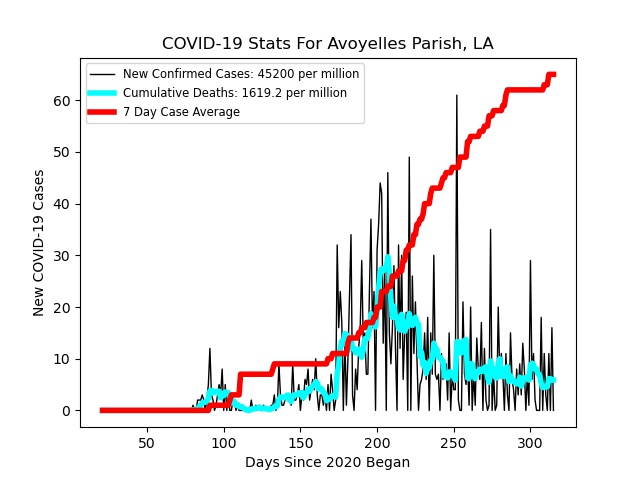 COVID-19 Stats For Avoyelles Parish, LA
New Confirmed Cases: 45200 per million
Cumulative Deaths: 1619.2 per million
7 Day Case Average
New COVID-19 Cases
60
50
40
30
20
10
0
50 100 150 200 250 300
Days Since 2020 Began